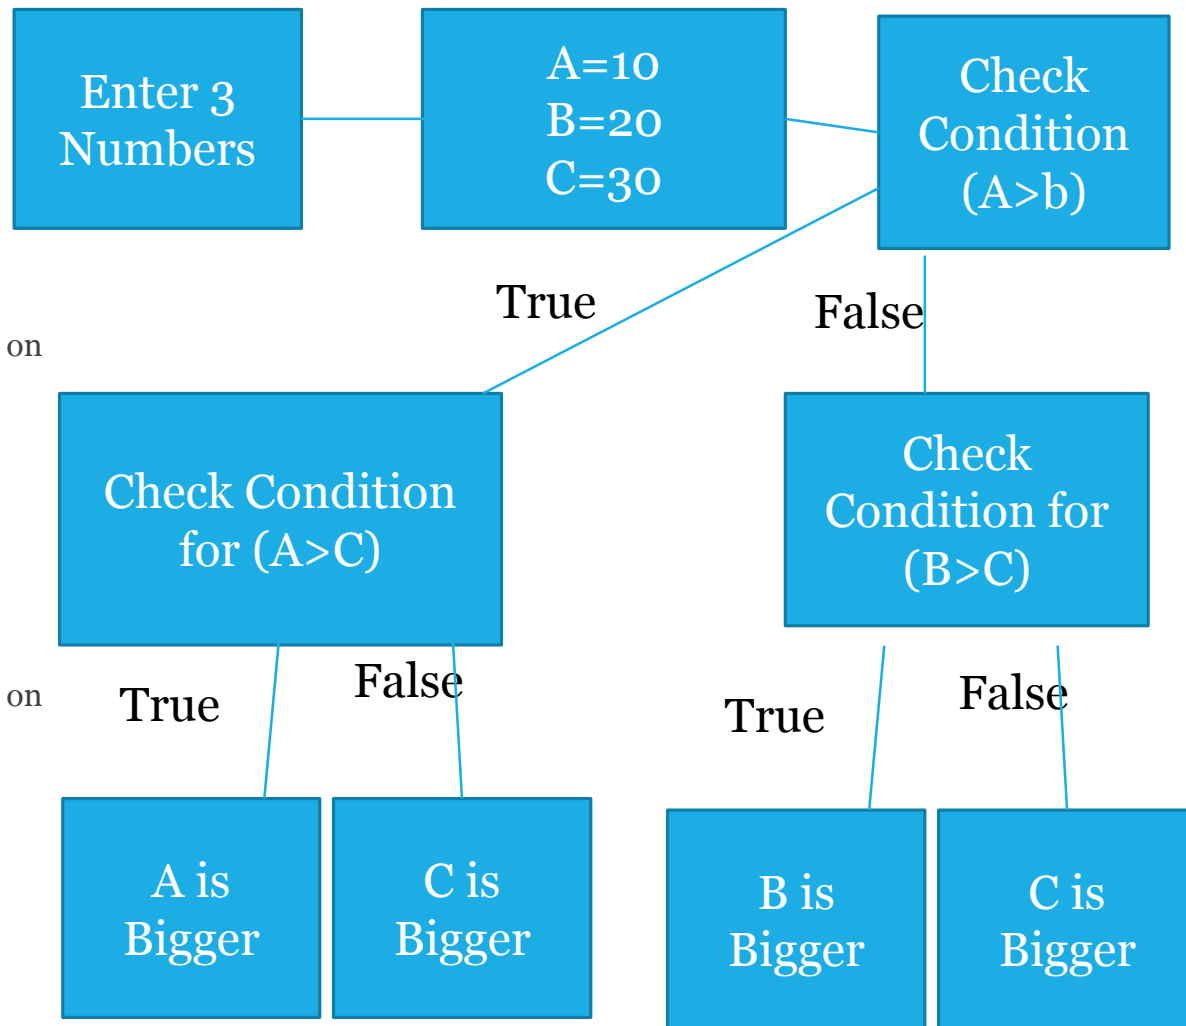 Enter 3
Numbers
A=10
B=20
C=30
Check
Condition
(A>b)
True
False
on
Check Condition
for (A>C)
Check
Condition for
(B>C)
on
True
False
True
False
A is
Bigger
C is
Bigger
B is
Bigger
C is
Bigger